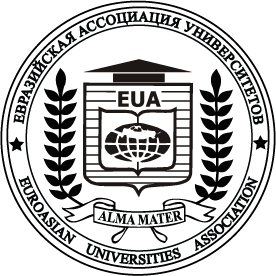 ЕВРАЗИЙСКАЯ АССОЦИАЦИЯ УНИВЕРСИТЕТОВ
EUA
ALMA MATER
EUROASIAN UNIVERSITIES ASSOCIATION